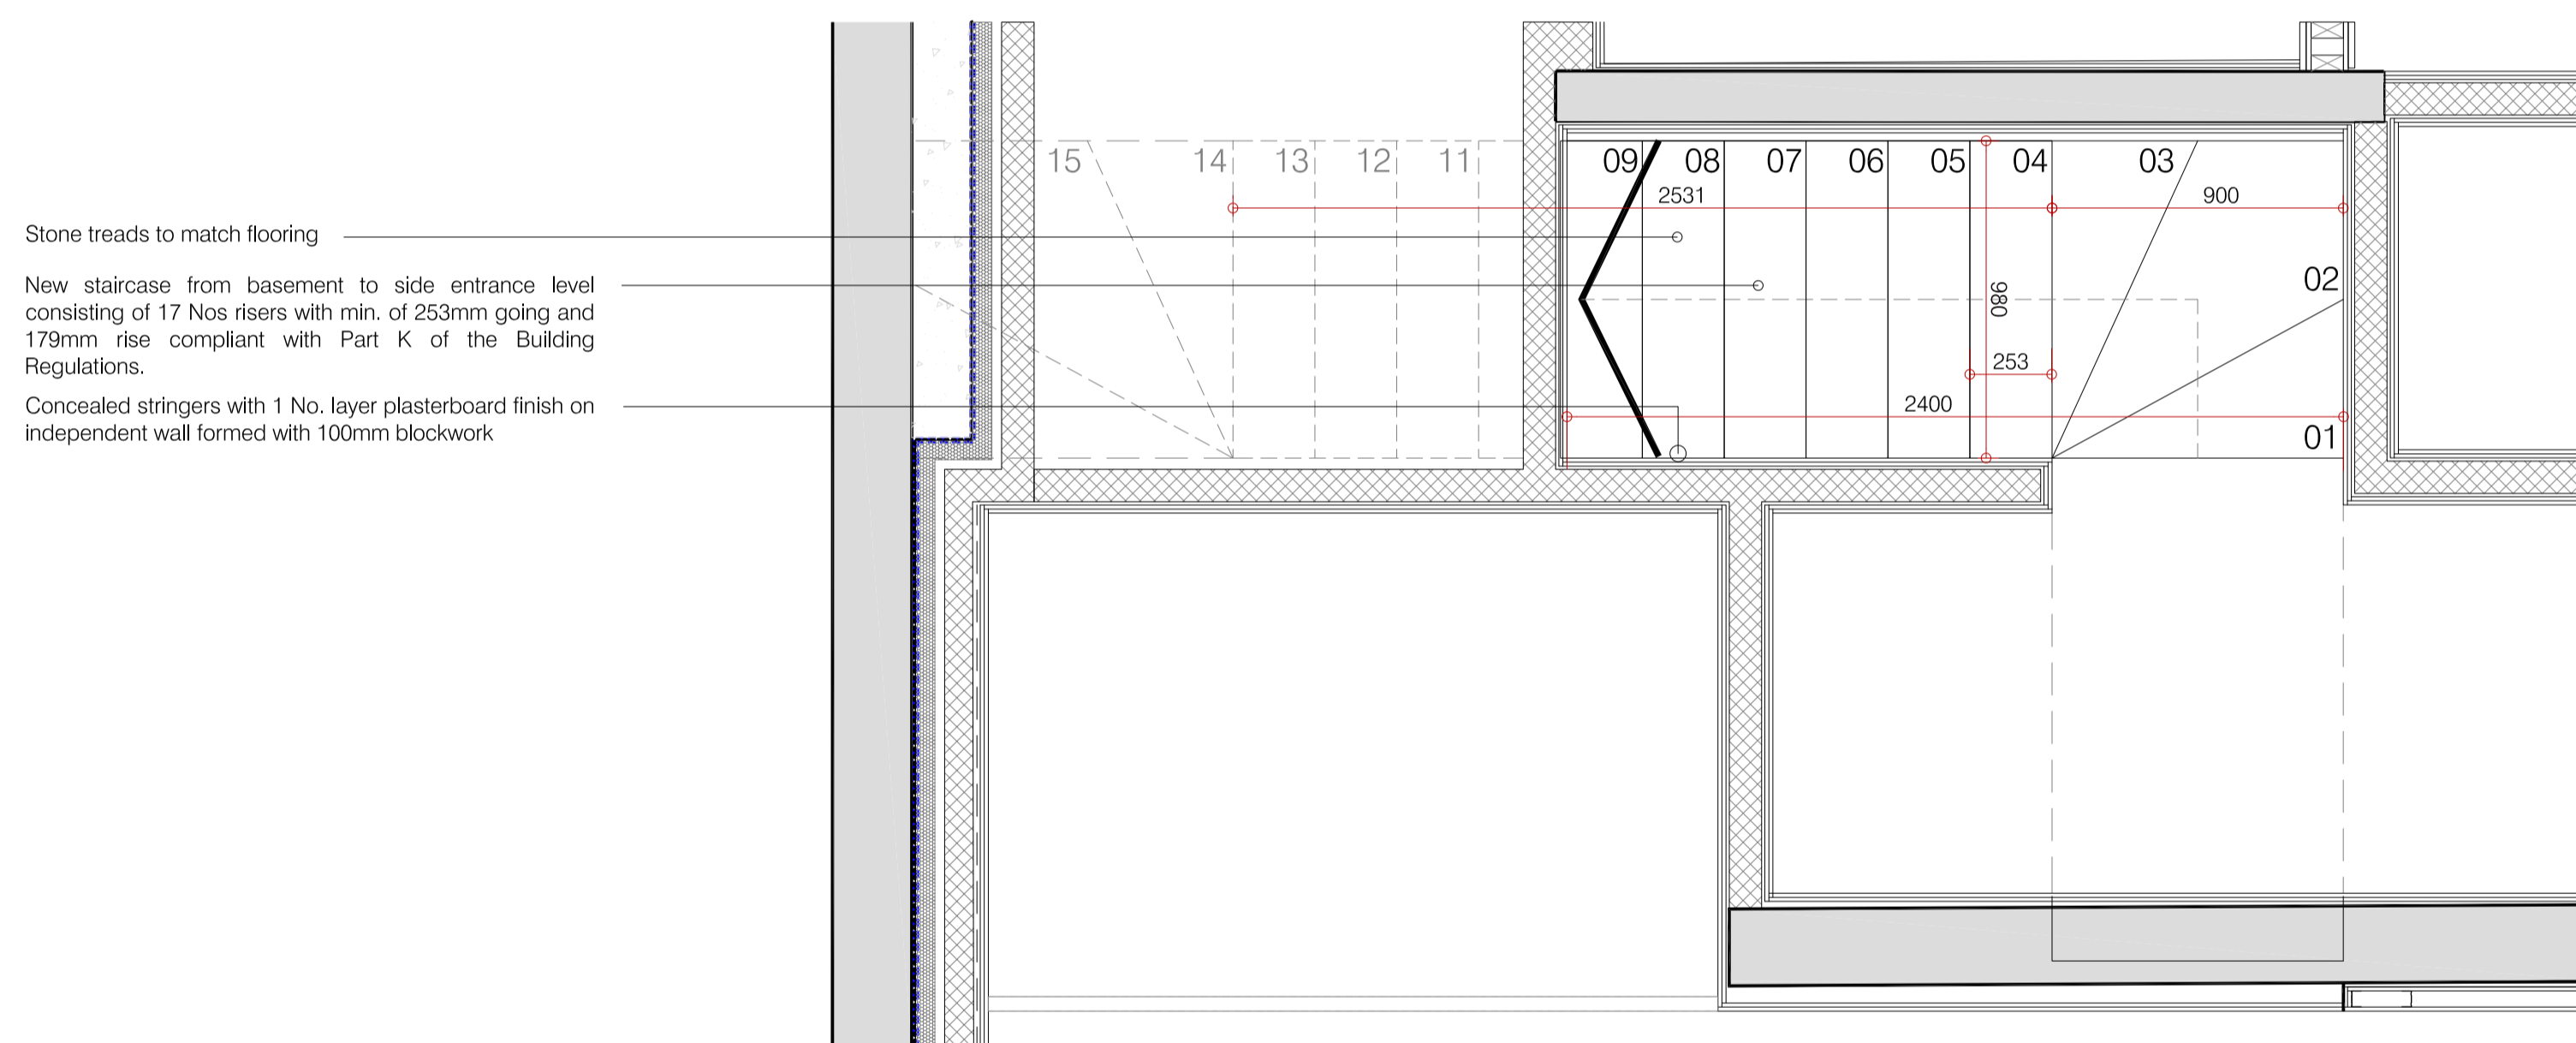 15 14 13 12 11 09 08 07 06 05 04 03
2531 900
Stone treads to match flooring
02
New staircase from basement to side entrance level
consisting of 17 Nos risers with min. of 253mm going and
179mm rise compliant with Part K of the Building
Regulations.
980
253
2400
Concealed stringers with 1 No. layer plasterboard finish on
independent wall formed with 100mm blockwork
01